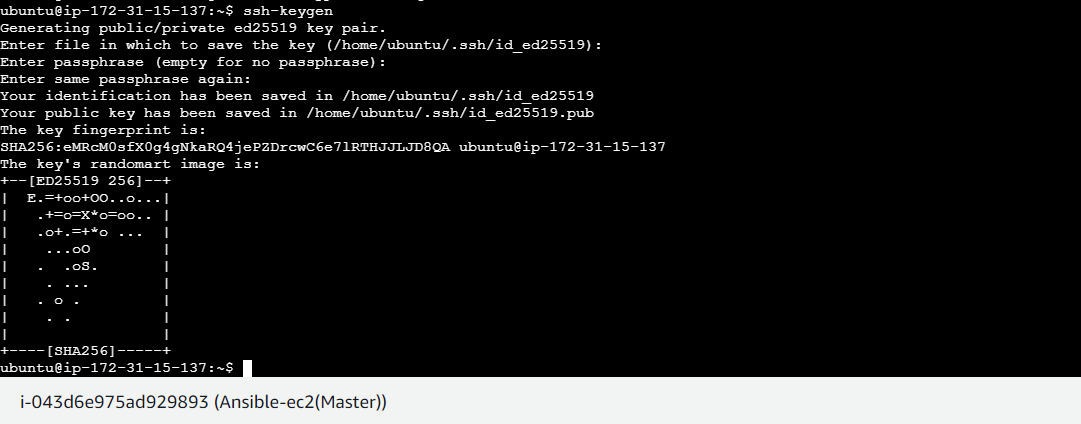 ubuntu@ip-172-31-15-137:~$ ssh-keygen
Generating public/private ed25519 key pair.
Enter file in which to save the key (/home/ubuntu/.ssh/id_ed25519):
Enter passphrase (empty for no passphrase):
Enter same passphrase again:
Your identification has been saved in /home/ubuntu/.ssh/id_ed25519
Your public key has been saved in /home/ubuntu/.ssh/id_ed25519.pub
The key fingerprint is:
SHA256:eMRcM0sfX0g4gNkaRQ4jePZDrcwC6e7lRTHJJLJD8QA ubuntu@ip-172-31-15-137
The key's randomart image is:
+--[ED25519 256]--+
|  E.=+oo+OO..o...|
|   .+=o=X*o=oo.. |
|   .o+.=+*o ...  |
|    ...oO        |
|   .  .oS.       |
|    . ...        |
|   . o .         |
|    . .          |
|                 |
+----[SHA256]-----+
ubuntu@ip-172-31-15-137:~$
i-043d6e975ad929893 (Ansible-ec2(Master))